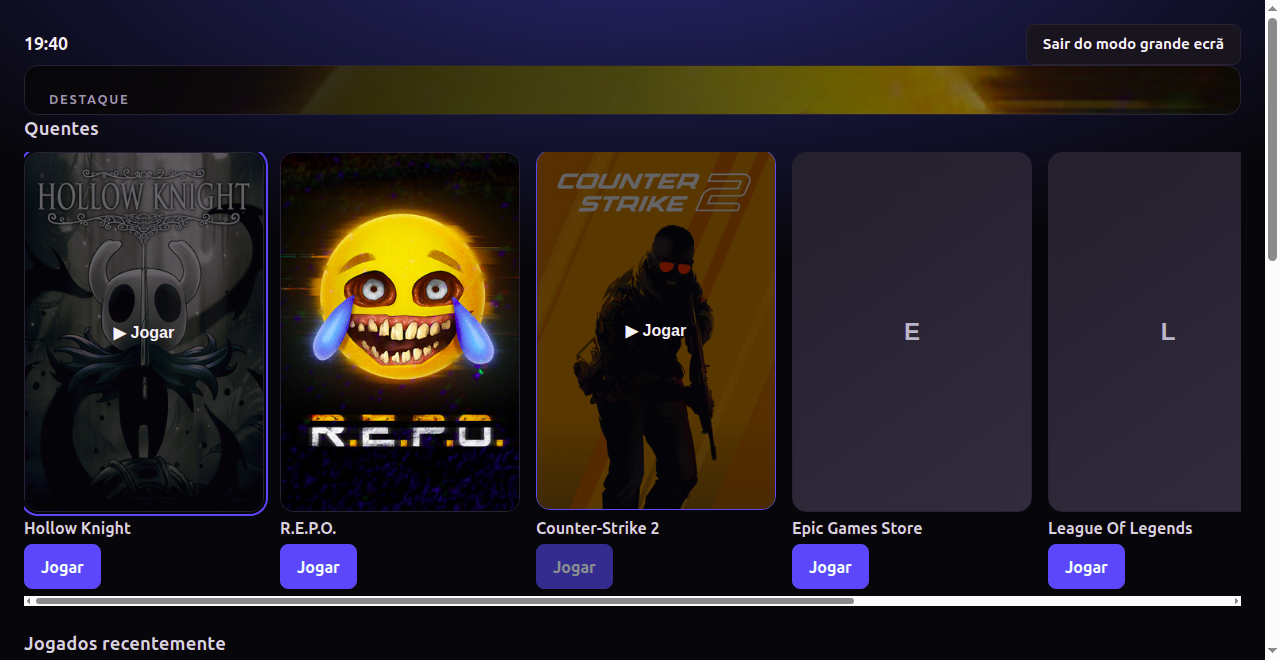 19:40
Sair do modo grande ecrã
DESTAQUE
Quentes
HOLLOW KNIGHT
▶ Jogar
R.E.P.O.
COUNTER
STRIKE 2
▶ Jogar
E
L
Hollow Knight
R.E.P.O.
Counter-Strike 2
Epic Games Store
League Of Legends
Jogar
Jogar
Jogar
Jogar
Jogar
Jogados recentemente